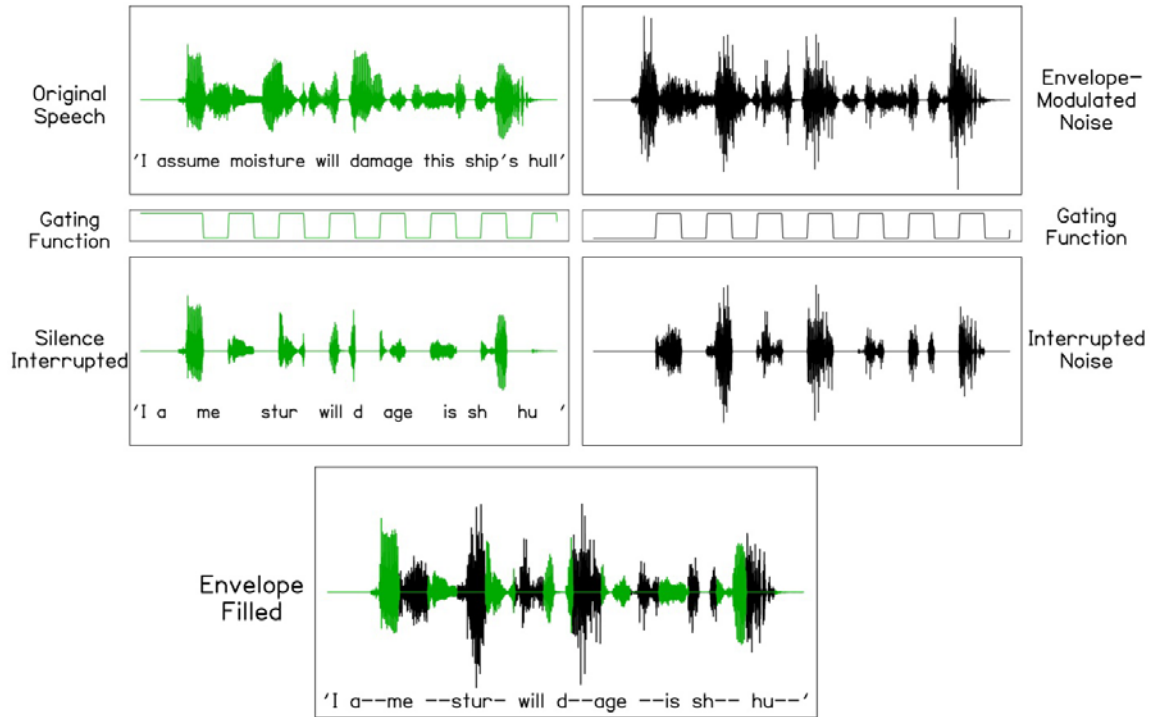 Original
Speech
'I assume moisture will damage this ship's hull'
Envelope-
Modulated
Noise
Gating
Function
Gating
Function
Silence
Interrupted
'I a me stur will d age is sh hu '
Interrupted
Noise
Envelope
Filled
'I a--me --stur- will d--age --is sh-- hu--'